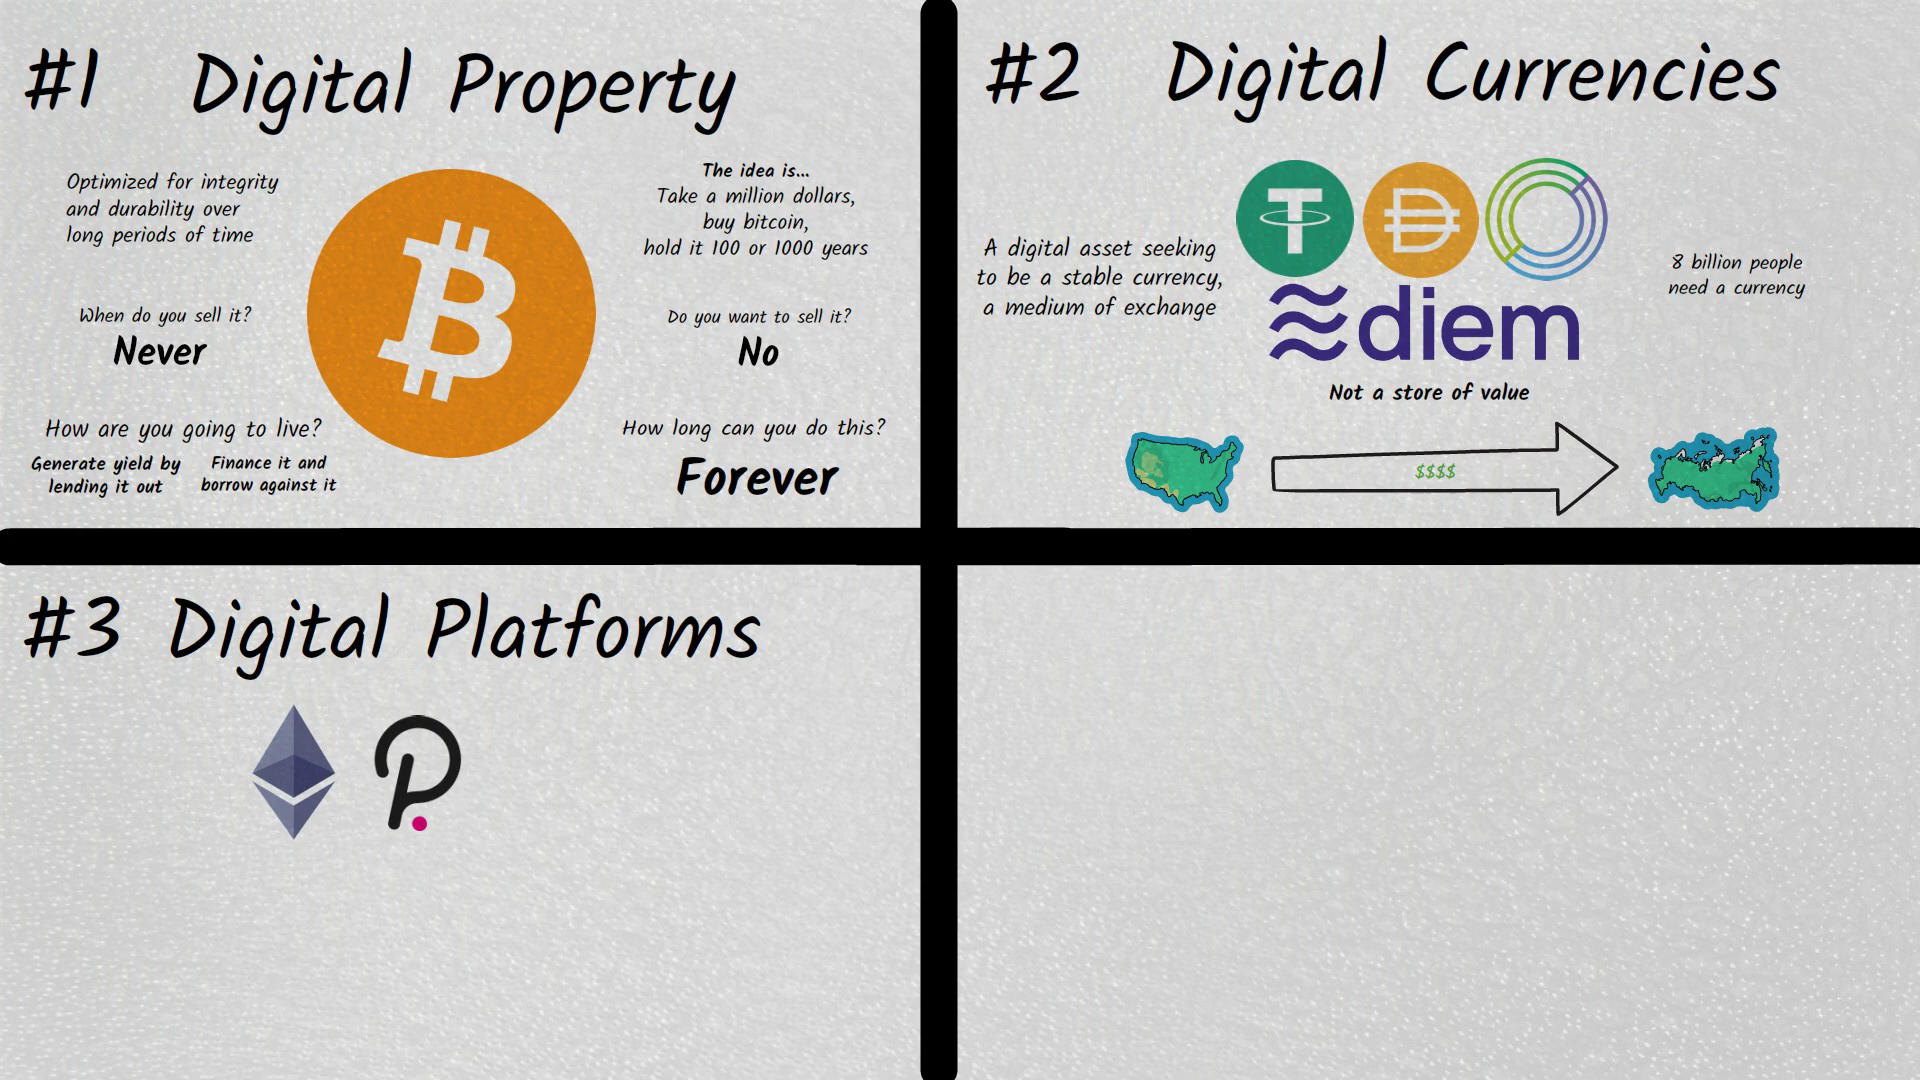 #1 Digital Property
Optimized for integrity
and durability over
long periods of time
The idea is...
Take a million dollars,
buy bitcoin,
hold it 100 or 1000 years
When do you sell it?
Never
Do you want to sell it?
No
How are you going to live?
Generate yield by
lending it out
Finance it and
borrow against it
How long can you do this?
Forever
#2 Digital Currencies
A digital asset seeking
to be a stable currency,
a medium of exchange
diem
8 billion people
need a currency
Not a store of value
$$$$
#3 Digital Platforms